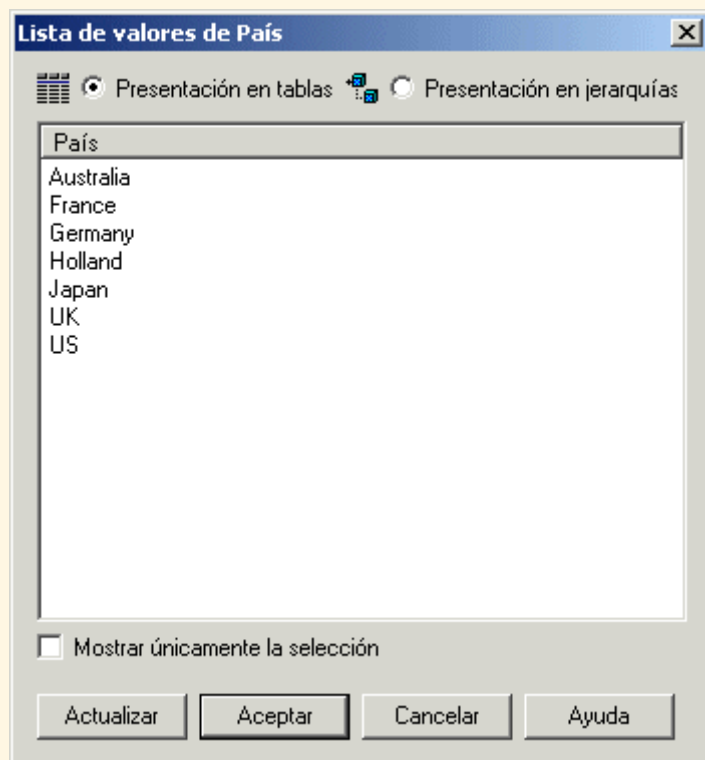 Lista de valores de País
Presentación en tablas Presentación en jerarquías
País
Australia
France
Germany
Holland
Japan
UK
US
Mostrar únicamente la selección
Actualizar Aceptar Cancelar Ayuda